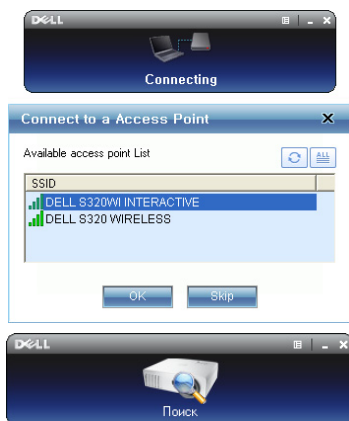 DELL
Connecting
Connect to a Access Point
Available access point List
ALL
SSID
DELL S320WI INTERACTIVE
DELL S320 WIRELESS
OK Skip
DELL
Поиск